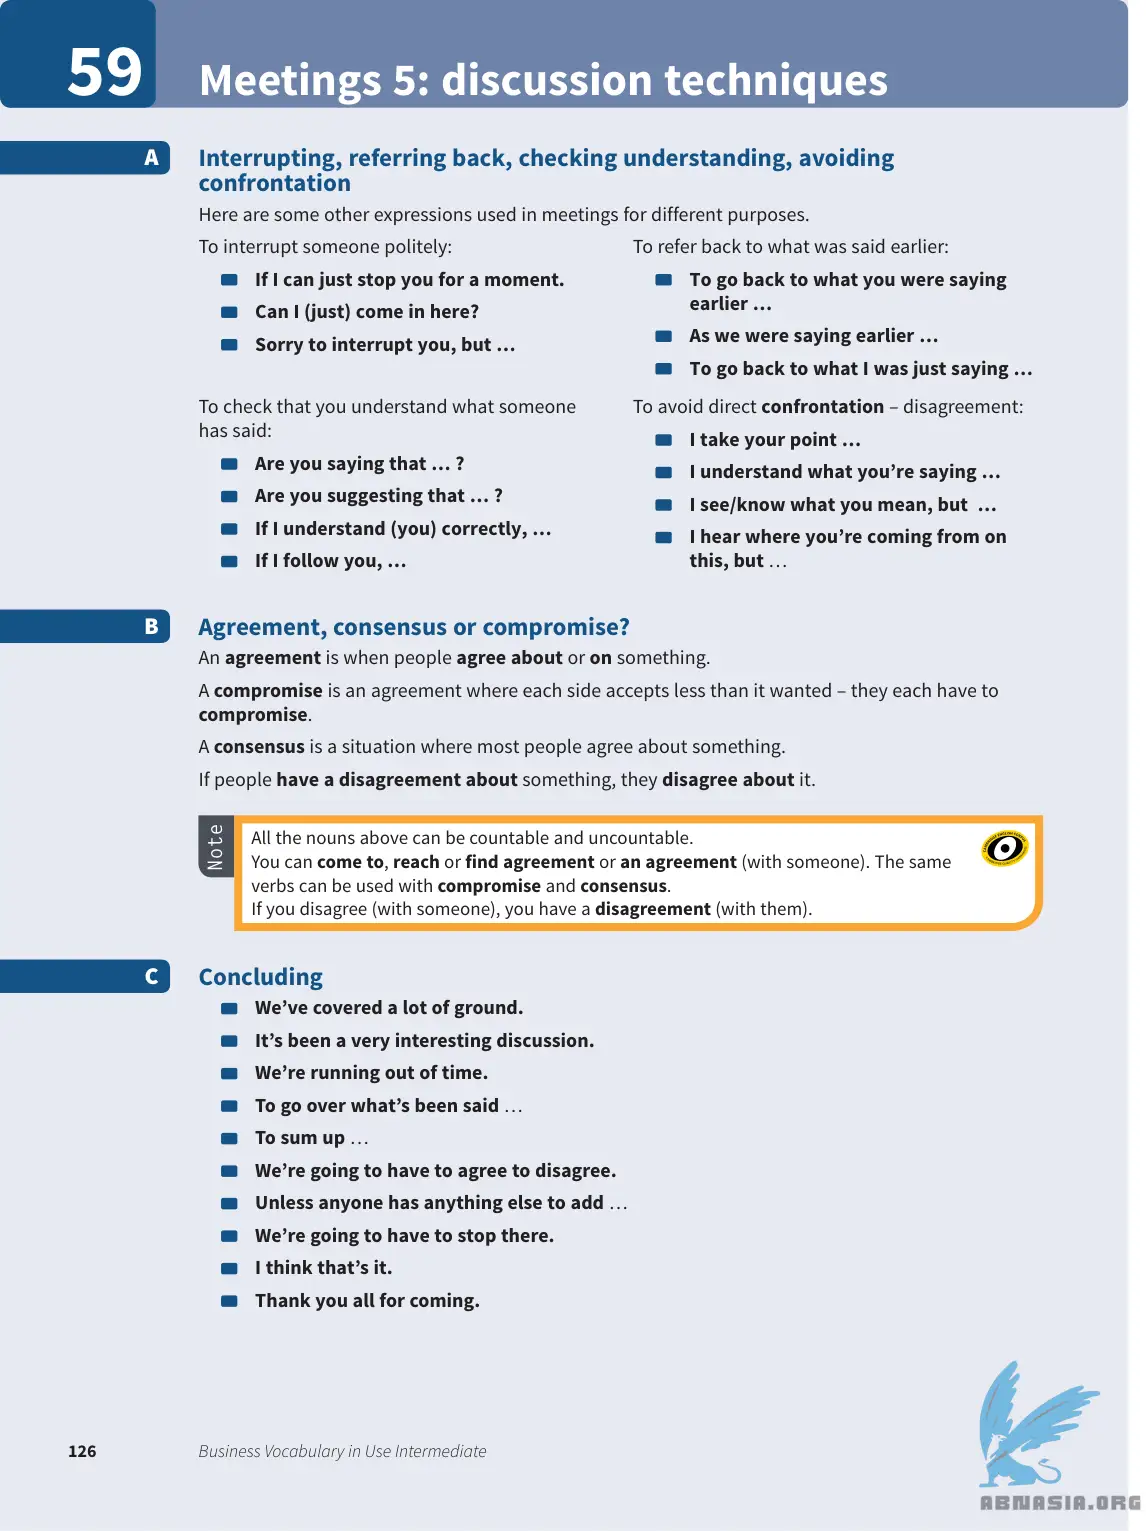 59
Meetings 5: discussion techniques
A
Interrupting, referring back, checking understanding, avoiding
confrontation
Here are some other expressions used in meetings for different purposes.
To interrupt someone politely:
If I can just stop you for a moment.
Can I (just) come in here?
Sorry to interrupt you, but …
To refer back to what was said earlier:
To go back to what you were saying
earlier …
As we were saying earlier …
To go back to what I was just saying …
To check that you understand what someone
has said:
Are you saying that … ?
Are you suggesting that … ?
If I understand (you) correctly, …
If I follow you, …
To avoid direct confrontation – disagreement:
I take your point …
I understand what you’re saying …
I see/know what you mean, but …
I hear where you’re coming from on
this, but …
B
Agreement, consensus or compromise?
An agreement is when people agree about or on something.
A compromise is an agreement where each side accepts less than it wanted – they each have to
compromise.
A consensus is a situation where most people agree about something.
If people have a disagreement about something, they disagree about it.
Note
All the nouns above can be countable and uncountable.
You can come to, reach or find agreement or an agreement (with someone). The same
verbs can be used with compromise and consensus.
If you disagree (with someone), you have a disagreement (with them).
C
Concluding
We’ve covered a lot of ground.
It’s been a very interesting discussion.
We’re running out of time.
To go over what’s been said …
To sum up …
We’re going to have to agree to disagree.
Unless anyone has anything else to add …
We’re going to have to stop there.
I think that’s it.
Thank you all for coming.
126
Business Vocabulary in Use Intermediate
ABNASIA.ORG